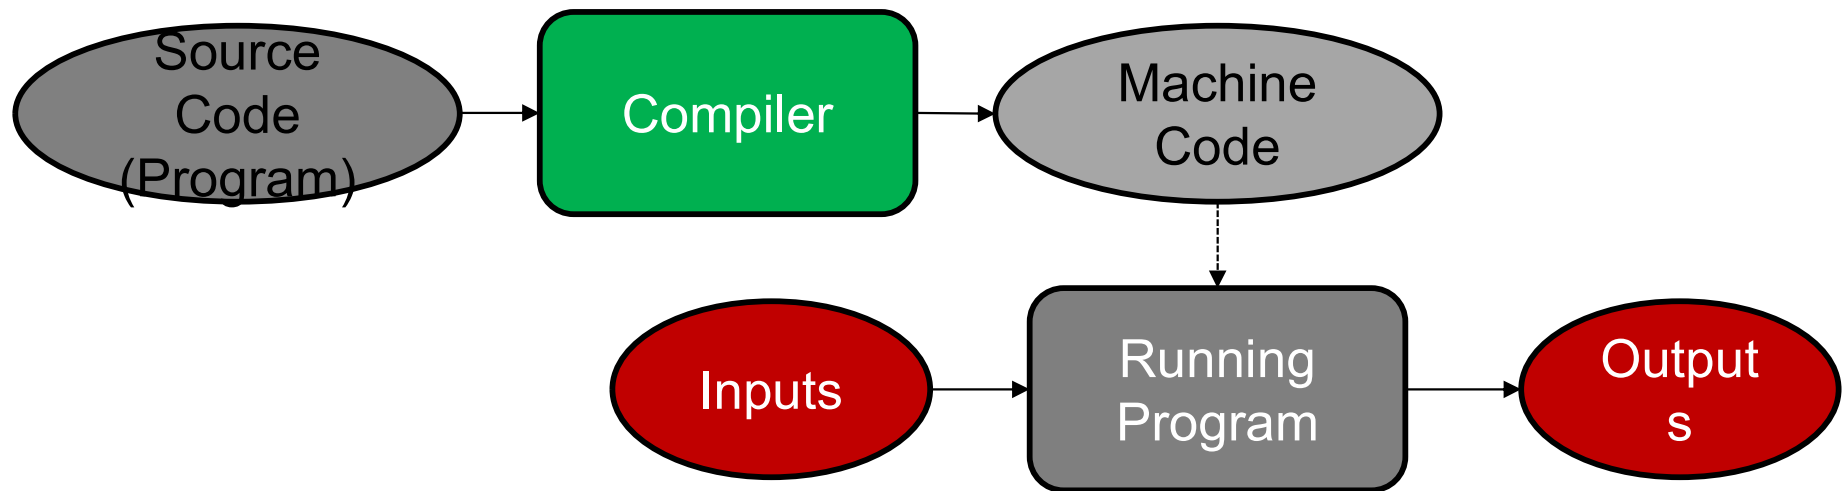 Source
Code
(Program)
Compiler
Machine
Code
Inputs
Running
Program
Output
s